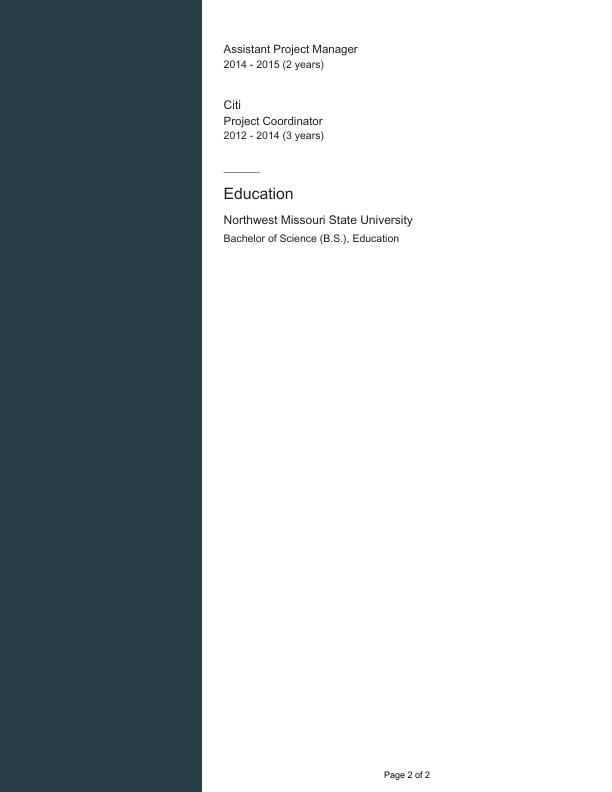 Assistant Project Manager
2014 - 2015 (2 years)
Citi
Project Coordinator
2012 - 2014 (3 years)
Education
Northwest Missouri State University
Bachelor of Science (B.S.), Education
Page 2 of 2